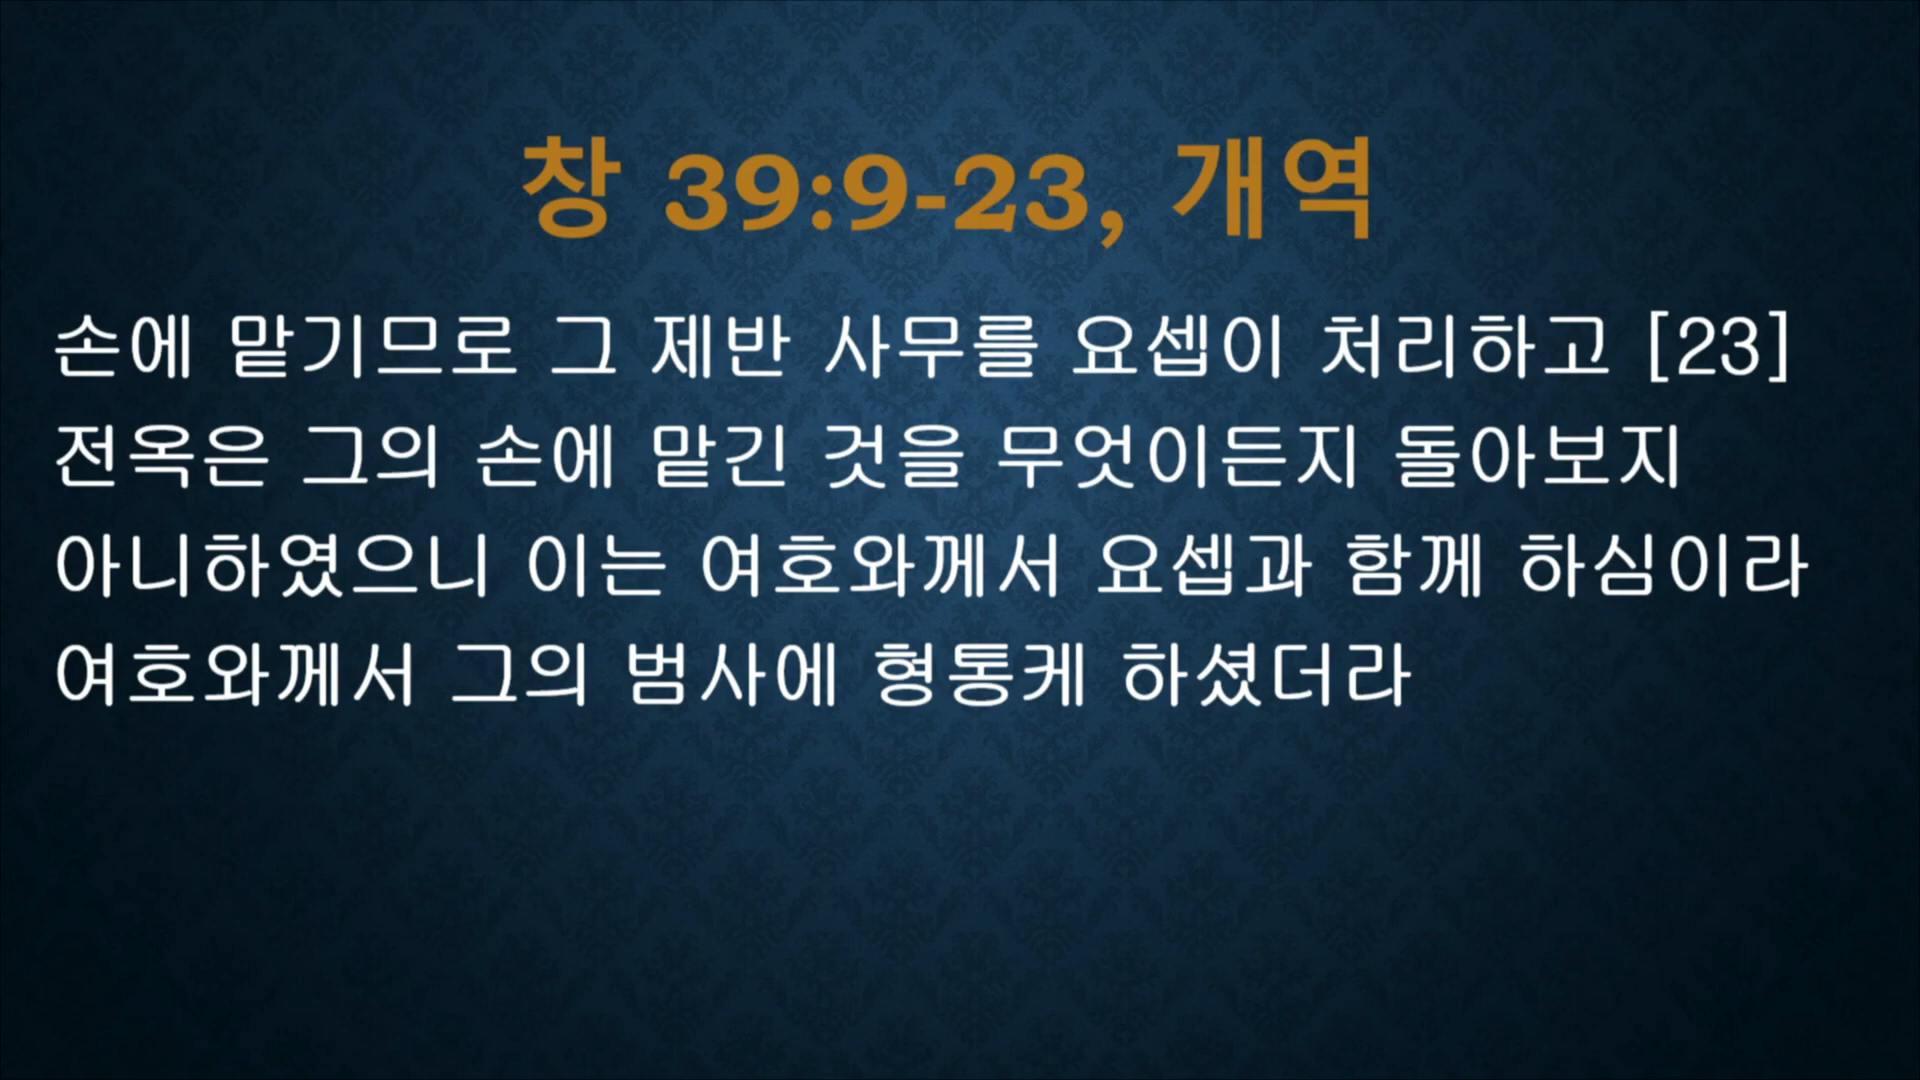 창 39:9-23, 개역
손에 맡기므로 그 제반 사무를 요셉이 처리하고 [23]
전옥은 그의 손에 맡긴 것을 무엇이든지 돌아보지
아니하였으니 이는 여호와께서 요셉과 함께 하심이라
여호와께서 그의 범사에 형통케 하셨더라